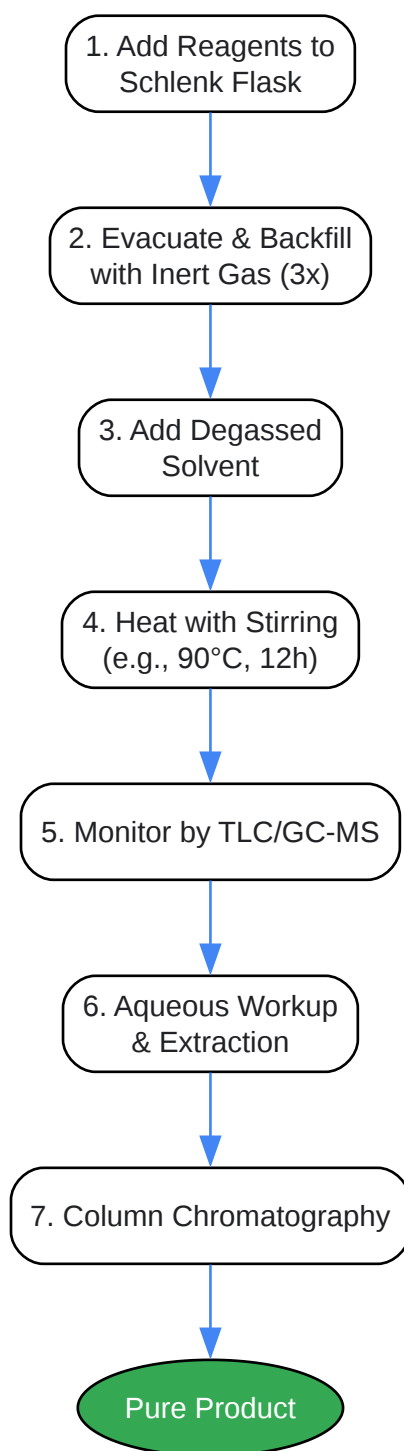 1. Add Reagents to
Schlenk Flask
2. Evacuate & Backfill
with Inert Gas (3x)
3. Add Degassed
Solvent
4. Heat with Stirring
(e.g., 90°C, 12h)
5. Monitor by TLC/GC-MS
6. Aqueous Workup
& Extraction
7. Column Chromatography
Pure Product